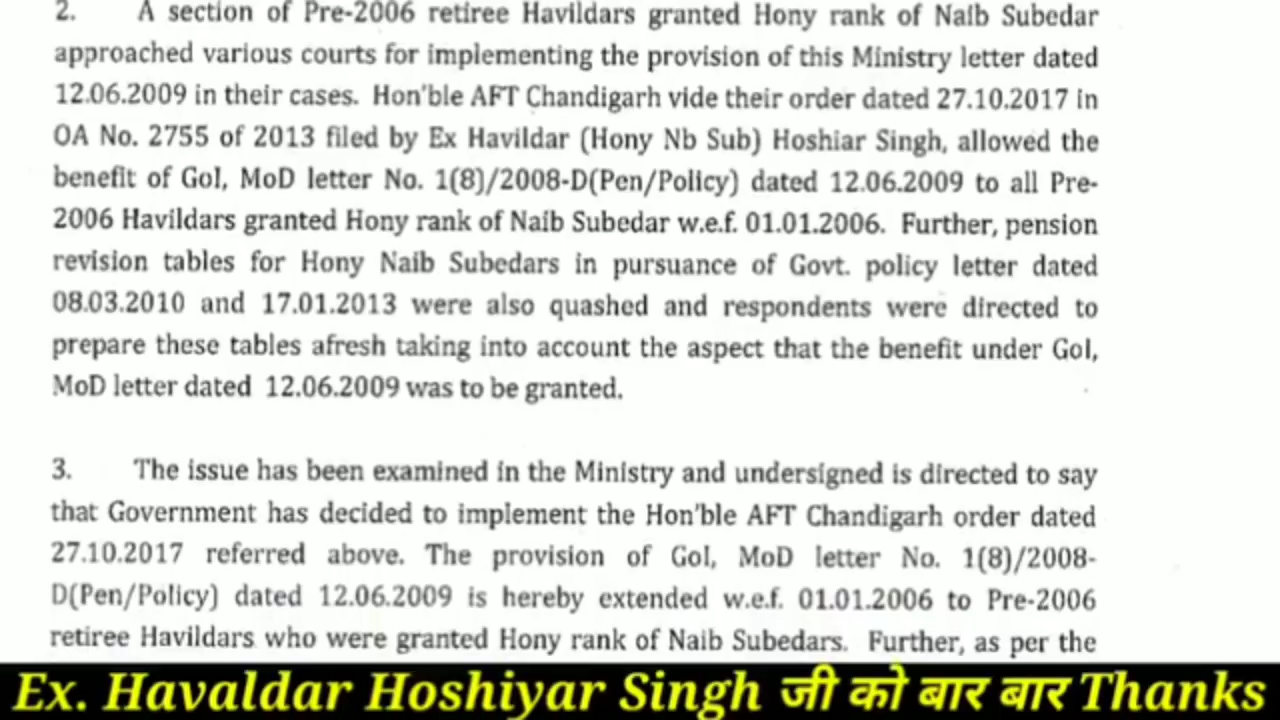 2. A section of Pre-2006 retiree Havildars granted Hony rank of Naib Subedar
approached various courts for implementing the provision of this Ministry letter dated
12.06.2009 in their cases. Hon'ble AFT Chandigarh vide their order dated 27.10.2017 in
OA No. 2755 of 2013 filed by Ex Havildar (Hony Nb Sub) Hoshiar Singh, allowed the
benefit of GoI, MoD letter No. 1(8)/2008-D(Pen/Policy) dated 12.06.2009 to all Pre-
2006 Havildars granted Hony rank of Naib Subedar w.e.f. 01.01.2006. Further, pension
revision tables for Hony Naib Subedars in pursuance of Govt. policy letter dated
08.03.2010 and 17.01.2013 were also quashed and respondents were directed to
prepare these tables afresh taking into account the aspect that the benefit under GoI,
MoD letter dated 12.06.2009 was to be granted.
3. The issue has been examined in the Ministry and undersigned is directed to say
that Government has decided to implement the Hon'ble AFT Chandigarh order dated
27.10.2017 referred above. The provision of GoI, MoD letter No. 1(8)/2008-
D(Pen/Policy) dated 12.06.2009 is hereby extended w.e.f. 01.01.2006 to Pre-2006
retiree Havildars who were granted Hony rank of Naib Subedars. Further, as per the
Ex. Havaldar Hoshiyar Singh जी को बार बार Thanks